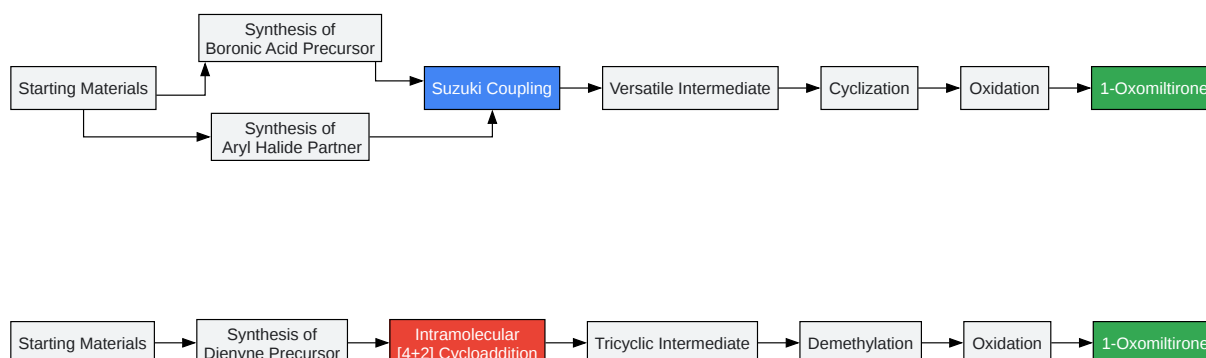 Synthesis of
Boronic Acid Precursor
Starting Materials
Suzuki Coupling
Versatile Intermediate
Cyclization
Oxidation
1-Oxomiltirone
Synthesis of
Aryl Halide Partner
Starting Materials
Synthesis of
Dienyne Precursor
Intramolecular
[4+2] Cycloaddition
Tricyclic Intermediate
Demethylation
Oxidation
1-Oxomiltirone